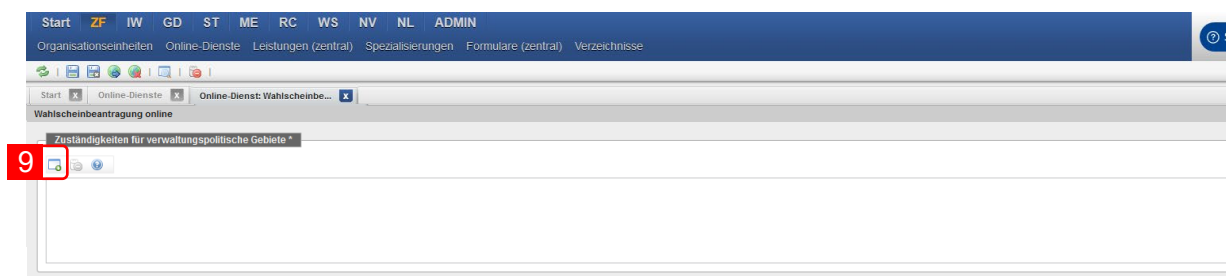 Start ZF IW GD ST ME RC WS NV NL ADMIN
Organisationseinheiten Online-Dienste Leistungen (zentral) Spezialisierungen Formulare (zentral) Verzeichnisse
Start x Online-Dienste x Online-Dienst: Wahlscheinbe... x
Wahlscheinbeantragung online
Zuständigkeiten für verwaltungspolitische Gebiete *
9